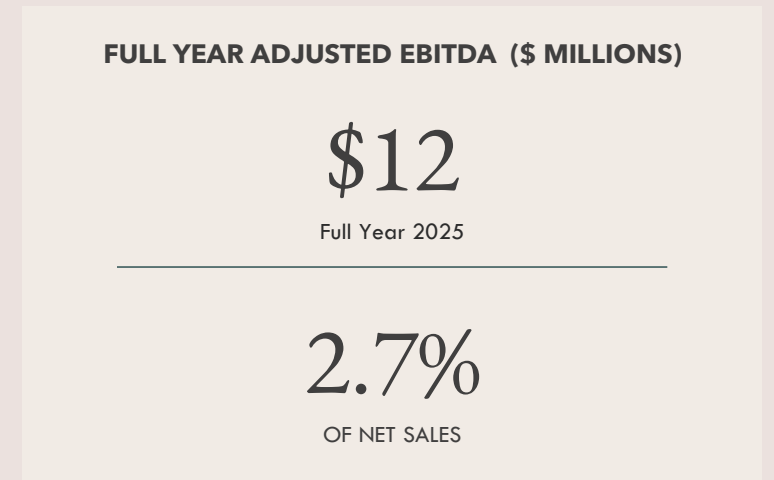 FULL YEAR ADJUSTED EBITDA ($ MILLIONS)
$12
Full Year 2025
2.7%
OF NET SALES